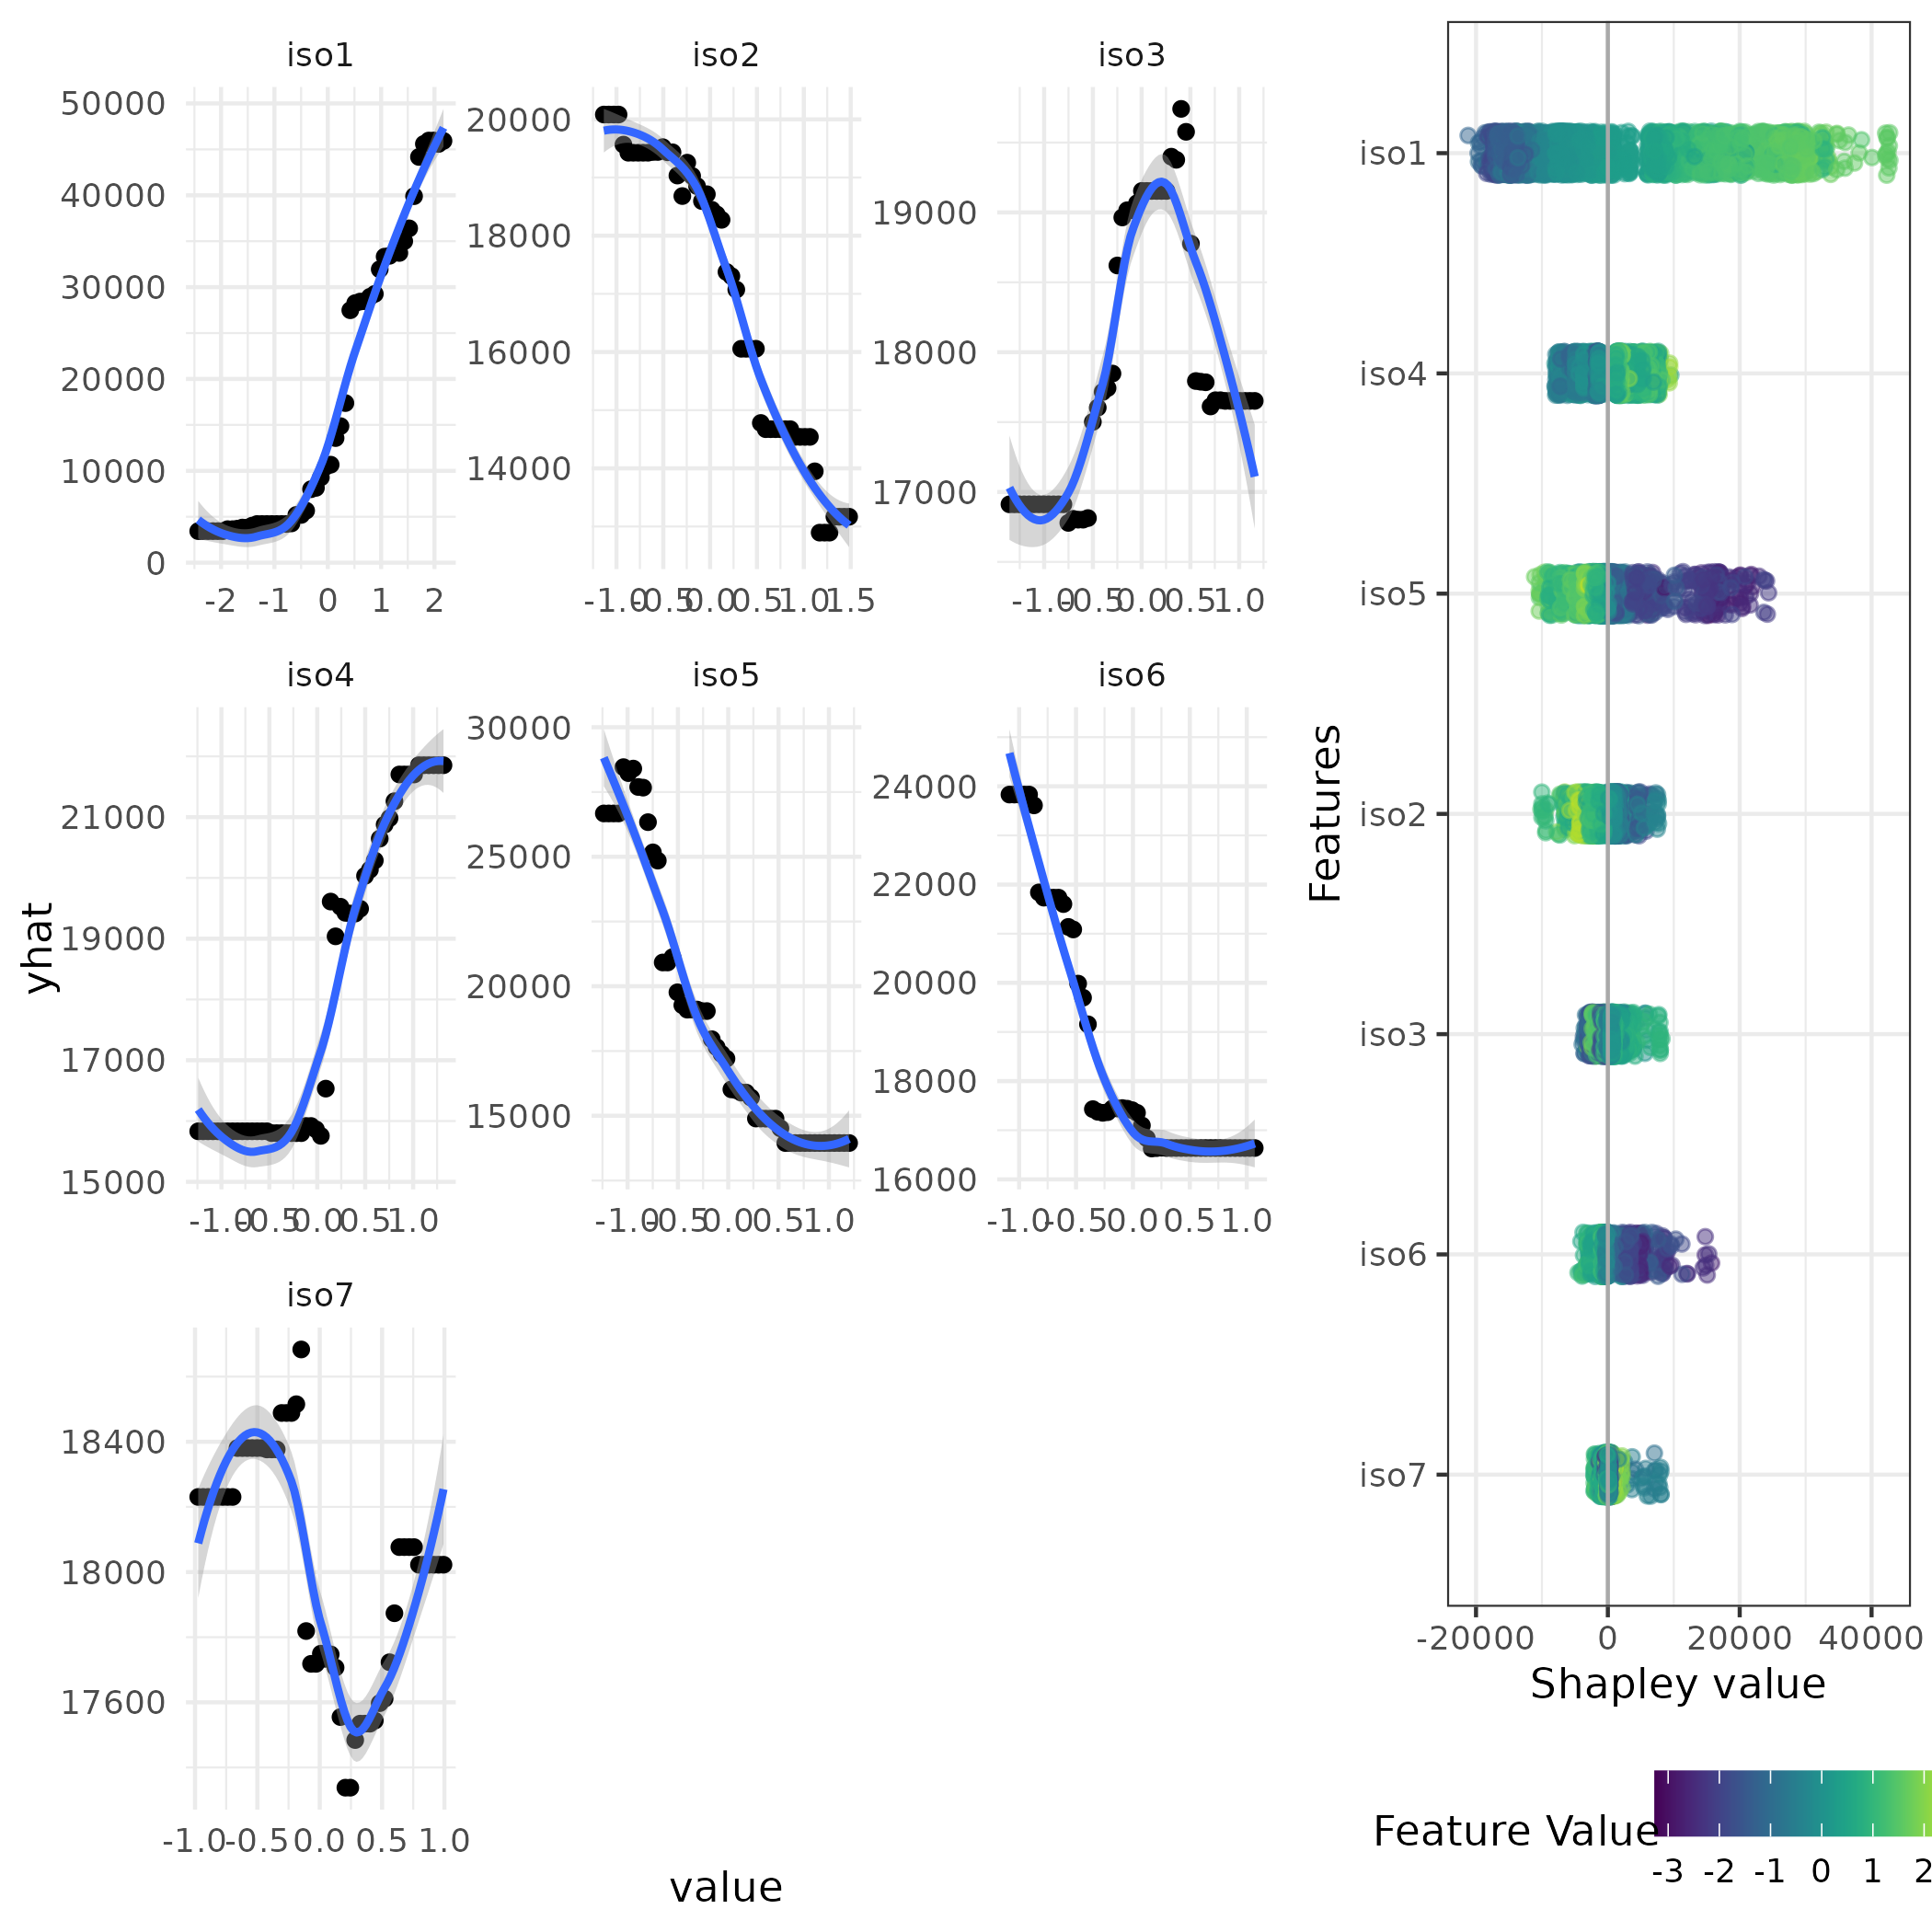 iso1 iso2 iso3
50000
40000
30000
20000
10000
0
20000
18000
16000
14000
19000
18000
17000
-2 -1 0 1 2
-1.0 -0.5 0.0 0.5 1.0 1.5
-1.0 -0.5 0.0 0.5 1.0
iso4 iso5 iso6
yhat
21000
19000
17000
15000
30000
25000
20000
15000
24000
22000
20000
18000
16000
-1.0 -0.5 0.0 0.5 1.0
-1.0 -0.5 0.0 0.5 1.0
-1.0 -0.5 0.0 0.5 1.0
iso7
18400
18000
17600
-1.0 -0.5 0.0 0.5 1.0
value
Features
iso1
iso4
iso5
iso2
iso3
iso6
iso7
-20000 0 20000 40000
Shapley value
Feature Value
-3 -2 -1 0 1 2